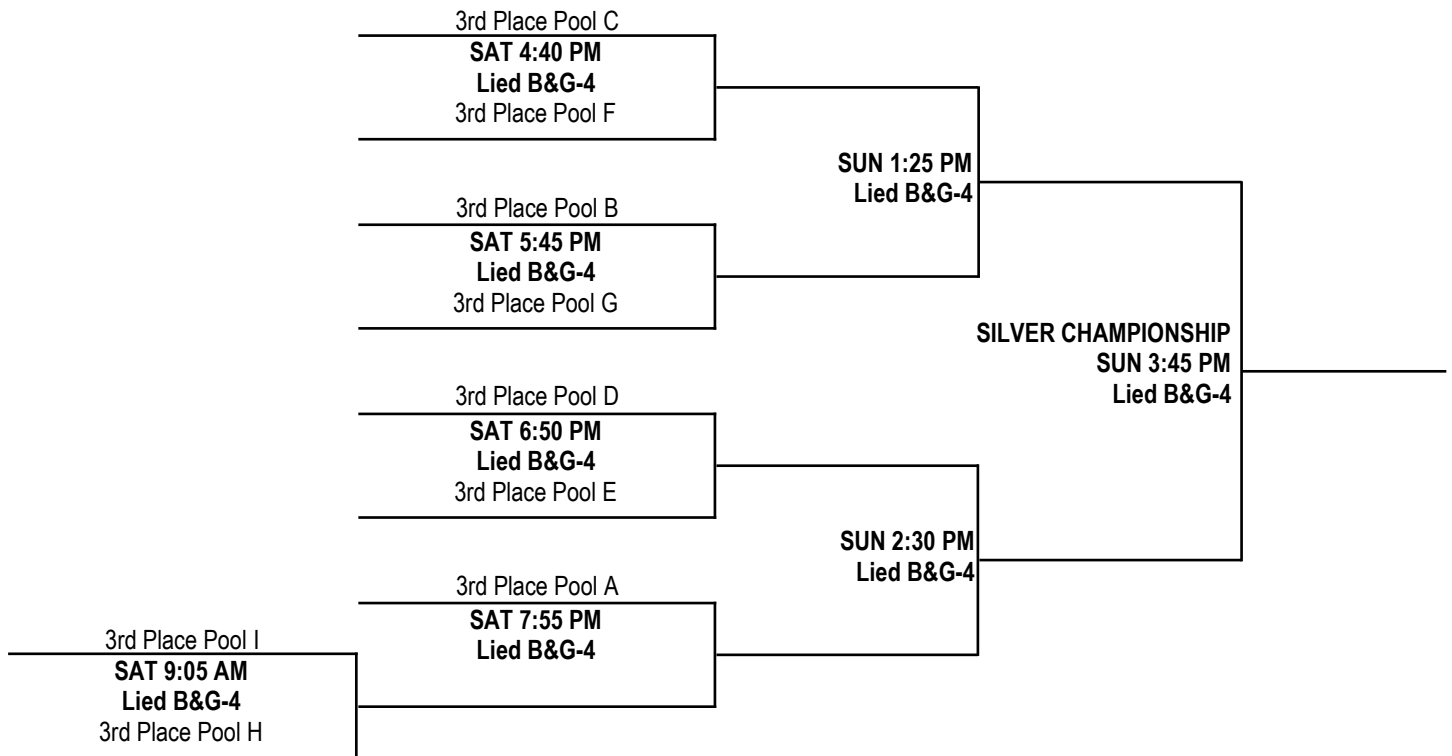 3rd Place Pool C
SAT 4:40 PM
Lied B&G-4
3rd Place Pool F
SUN 1:25 PM
Lied B&G-4
3rd Place Pool B
SAT 5:45 PM
Lied B&G-4
3rd Place Pool G
SILVER CHAMPIONSHIP
SUN 3:45 PM
Lied B&G-4
3rd Place Pool D
SAT 6:50 PM
Lied B&G-4
3rd Place Pool E
SUN 2:30 PM
Lied B&G-4
3rd Place Pool A
SAT 7:55 PM
Lied B&G-4
3rd Place Pool I
SAT 9:05 AM
Lied B&G-4
3rd Place Pool H